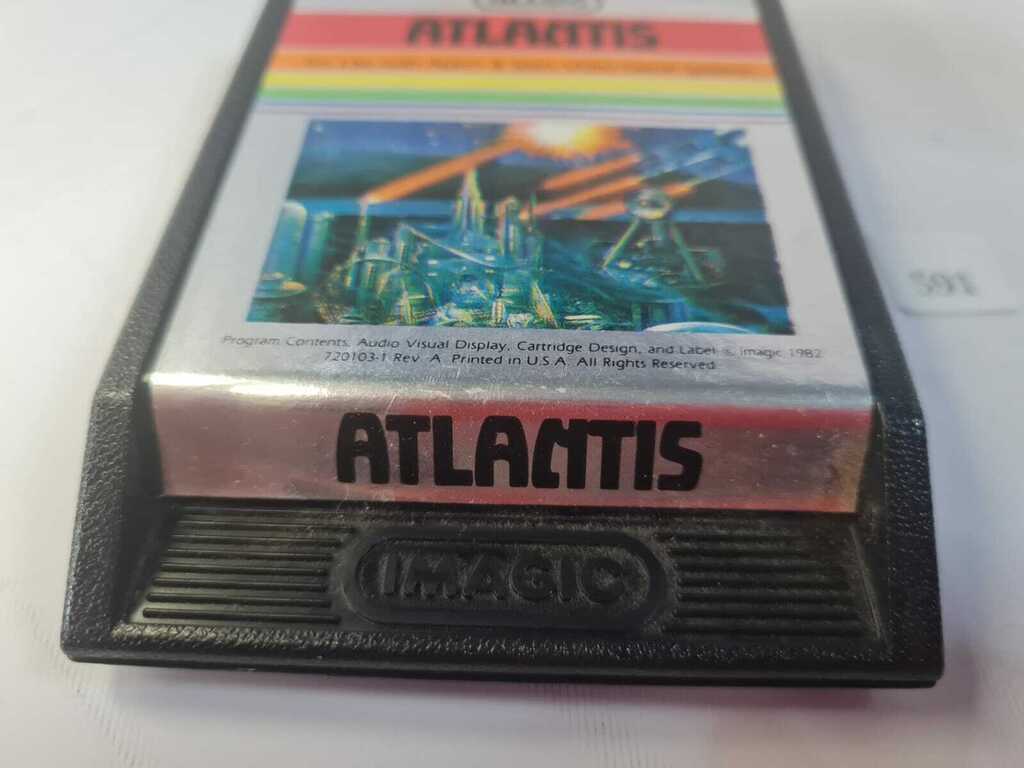 ATLANTIS
Program Contents, Audio Visual Display, Cartridge Design, and Label © Imagic 1982
720103-1 Rev. A Printed in U.S.A. All Rights Reserved
ATLANTIS
IMAGIC